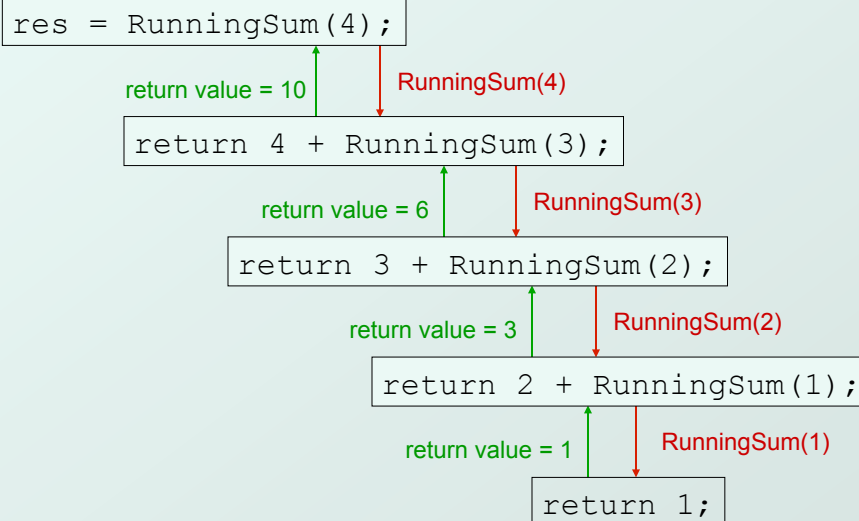 res = RunningSum(4);
return value = 10
RunningSum(4)
return 4 + RunningSum(3);
return value = 6
RunningSum(3)
return 3 + RunningSum(2);
return value = 3
RunningSum(2)
return 2 + RunningSum(1);
return value = 1
RunningSum(1)
return 1;